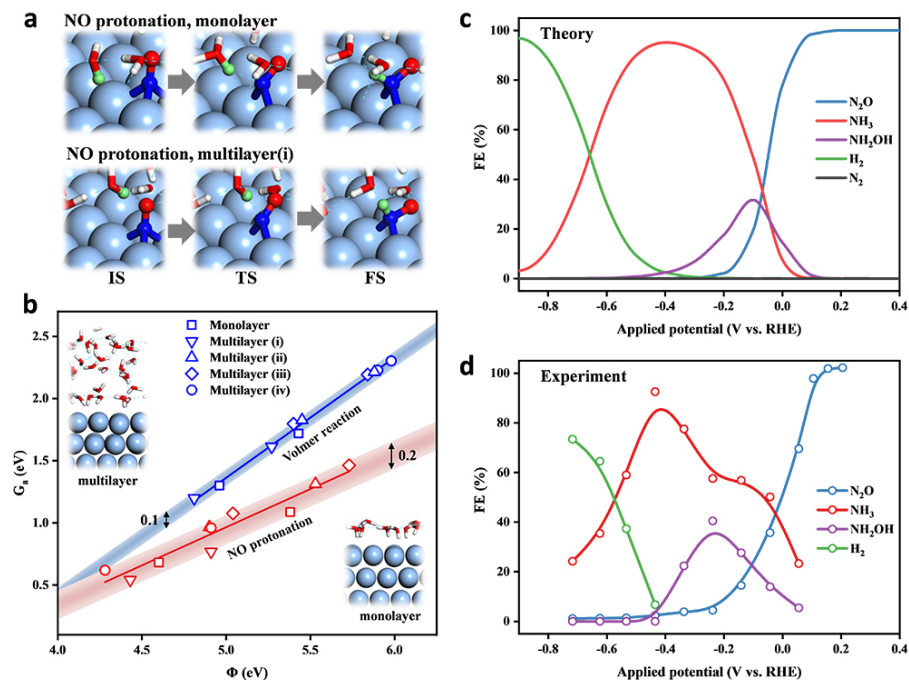 a
NO protonation, monolayer
NO protonation, multilayer(i)
IS TS FS
b
2.5
2.0
1.5
1.0
0.5
4.0 4.5 5.0 5.5 6.0
Gₐ (eV)
Φ (eV)
Monolayer
Multilayer (i)
Multilayer (ii)
Multilayer (iii)
Multilayer (iv)
multilayer
Volmer reaction
0.2
0.1
NO protonation
monolayer
c
Theory
100
80
60
40
20
0
FE (%)
N₂O
NH₃
NH₂OH
H₂
N₂
-0.8 -0.6 -0.4 -0.2 0.0 0.2 0.4
Applied potential (V vs. RHE)
d
Experiment
100
80
60
40
20
0
FE (%)
N₂O
NH₃
NH₂OH
H₂
-0.8 -0.6 -0.4 -0.2 0.0 0.2 0.4
Applied potential (V vs. RHE)